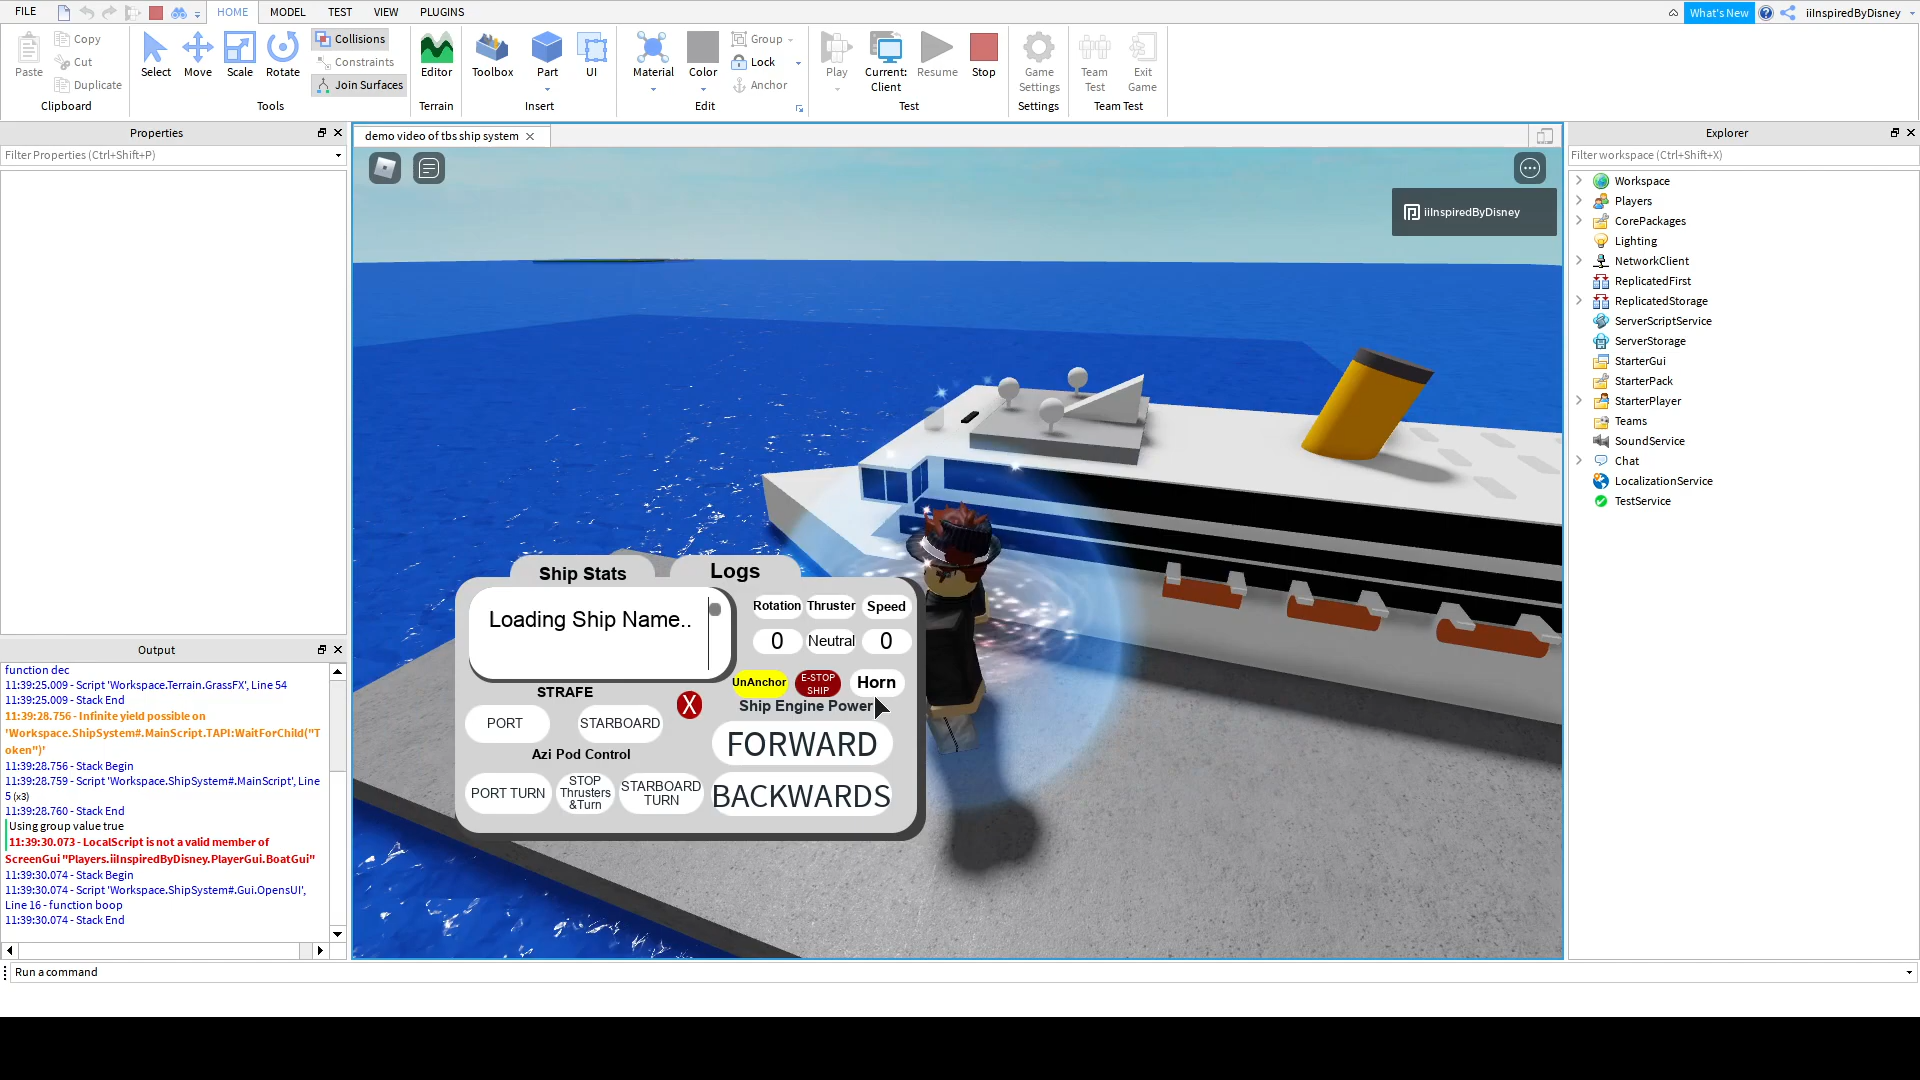 FILE
HOME
MODEL
TEST
VIEW
PLUGINS
What's New
iiInspiredByDisney
Paste
Copy
Cut
Duplicate
Clipboard
Select
Move
Scale
Rotate
Collisions
Constraints
Join Surfaces
Tools
Editor
Terrain
Toolbox
Part
UI
Insert
Material
Color
Group
Lock
Anchor
Edit
Play
Current:
Client
Resume
Stop
Test
Game
Settings
Settings
Team
Test
Exit
Game
Team Test
Properties
Filter Properties (Ctrl+Shift+P)
demo video of tbs ship system
iiInspiredByDisney
Ship Stats
Logs
Loading Ship Name..
Rotation
Thruster
Speed
0
Neutral
0
UnAnchor
E-STOP
SHIP
Horn
STRAFE
X
Ship Engine Power
PORT
STARBOARD
FORWARD
Azi Pod Control
PORT TURN
STOP
Thrusters
&Turn
STARBOARD
TURN
BACKWARDS
Explorer
Filter workspace (Ctrl+Shift+X)
Workspace
Players
CorePackages
Lighting
NetworkClient
ReplicatedFirst
ReplicatedStorage
ServerScriptService
ServerStorage
StarterGui
StarterPack
StarterPlayer
Teams
SoundService
Chat
LocalizationService
TestService
Output
function dec
11:39:25.009 - Script 'Workspace.Terrain.GrassFX', Line 54
11:39:25.009 - Stack End
11:39:28.756 - Infinite yield possible on
'Workspace.ShipSystem#.MainScript.TAPI:WaitForChild("T
oken")'
11:39:28.756 - Stack Begin
11:39:28.759 - Script 'Workspace.ShipSystem#.MainScript', Line
5 (x3)
11:39:28.760 - Stack End
Using group value true
11:39:30.073 - LocalScript is not a valid member of
ScreenGui "Players.iiInspiredByDisney.PlayerGui.BoatGui"
11:39:30.074 - Stack Begin
11:39:30.074 - Script 'Workspace.ShipSystem#.Gui.OpensUI',
Line 16 - function boop
11:39:30.074 - Stack End
Run a command